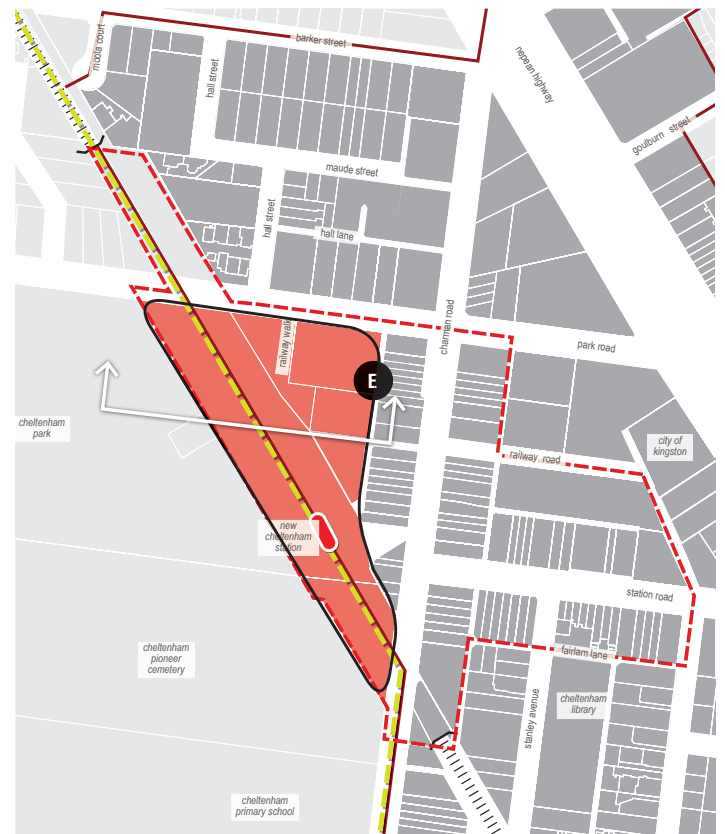 moola court
barker street
hall street
nepean highway
goulburn street
maude street
hall street
hall lane
charman road
railway walk
park road
E
cheltenham
park
city of
kingston
railway road
new
cheltenham
station
station road
cheltenham
pioneer
cemetery
fairlam lane
cheltenham
library
stanley avenue
cheltenham
primary school